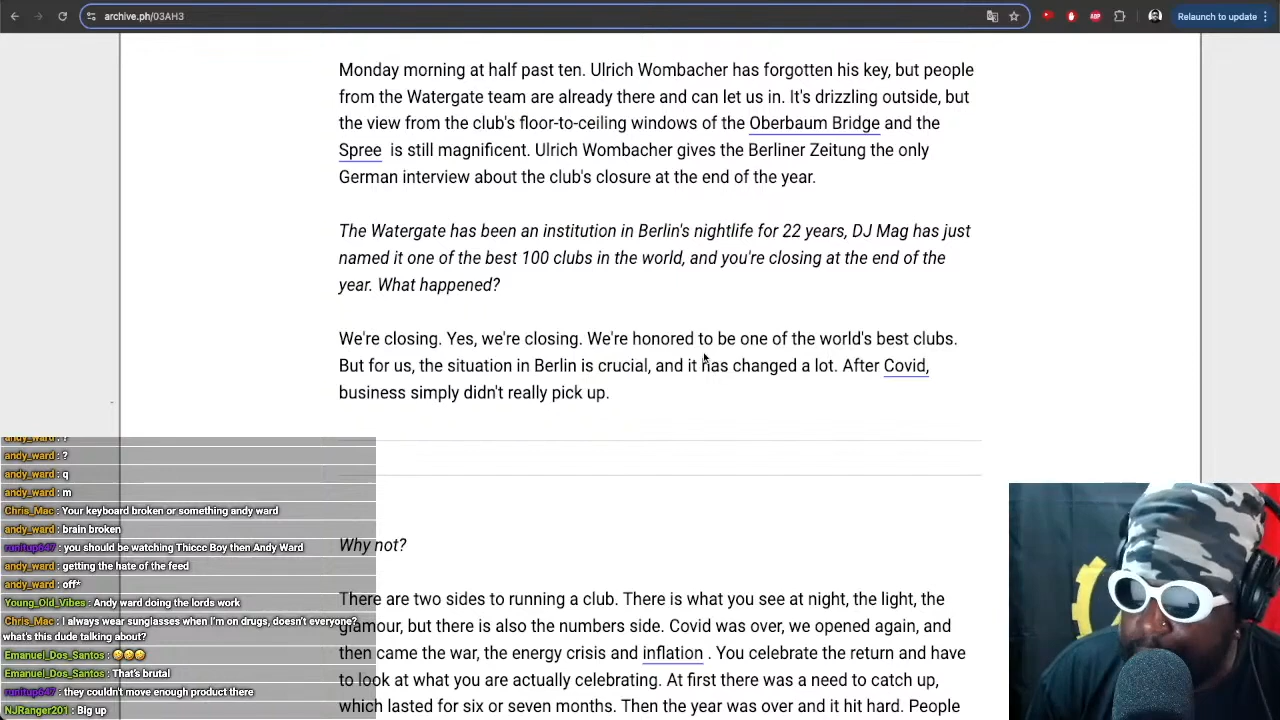 archive.ph/03AH3
Relaunch to update
Monday morning at half past ten. Ulrich Wombacher has forgotten his key, but people
from the Watergate team are already there and can let us in. It's drizzling outside, but
the view from the club's floor-to-ceiling windows of the Oberbaum Bridge and the
Spree is still magnificent. Ulrich Wombacher gives the Berliner Zeitung the only
German interview about the club's closure at the end of the year.
The Watergate has been an institution in Berlin's nightlife for 22 years, DJ Mag has just
named it one of the best 100 clubs in the world, and you're closing at the end of the
year. What happened?
We're closing. Yes, we're closing. We're honored to be one of the world's best clubs.
But for us, the situation in Berlin is crucial, and it has changed a lot. After Covid,
business simply didn't really pick up.
Why not?
There are two sides to running a club. There is what you see at night, the light, the
glamour, but there is also the numbers side. Covid was over, we opened again, and
then came the war, the energy crisis and inflation . You celebrate the return and have
to look at what you are actually celebrating. At first there was a need to catch up,
which lasted for six or seven months. Then the year was over and it hit hard. People
andy_ward : ?
andy_ward : ?
andy_ward : q
andy_ward : m
Chris_Mac : Your keyboard broken or something andy ward
andy_ward : brain broken
runitup647 : you should be watching Thiccc Boy then Andy Ward
andy_ward : getting the hate of the feed
andy_ward : off*
Young_Old_Vibes : Andy ward doing the lords work
Chris_Mac : I always wear sunglasses when I'm on drugs, doesn't everyone?
what's this dude talking about?
Emanuel_Dos_Santos : 🤣🤣🤣
Emanuel_Dos_Santos : That's brutal
runitup647 : they couldn't move enough product there
NJRanger201 : Big up